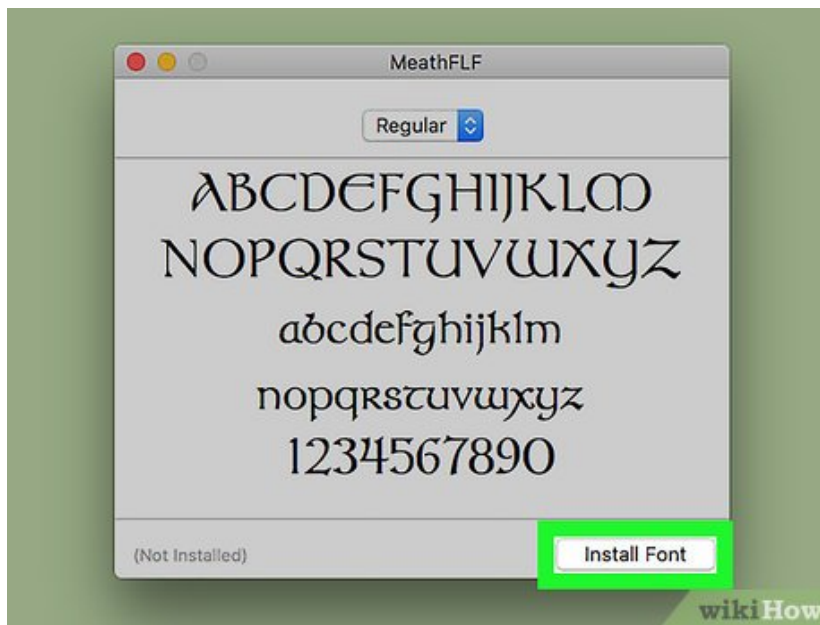 MeathFLF
Regular
ABCDEFGHIJKLM
NOPQRSTUVWXYZ
abcdefghijklm
nopqrstuvwxyz
1234567890
(Not Installed)
Install Font
wikiHow